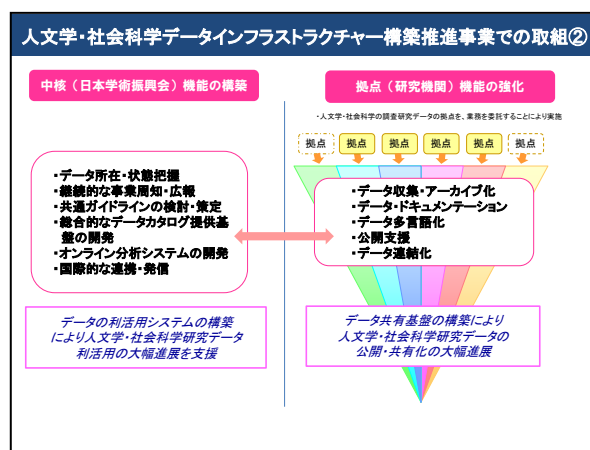 人文学・社会科学データインフラストラクチャー構築推進事業での取組②
中核（日本学術振興会）機能の構築
・データ所在・状態把握
・継続的な事業周知・広報
・共通ガイドラインの検討・策定
・総合的なデータカタログ提供基
盤の開発
・オンライン分析システムの開発
・国際的な連携・発信
データの利活用システムの構築
により人文学・社会科学研究データ
利活用の大幅進展を支援
拠点（研究機関）機能の強化
・人文学・社会科学の調査研究データの拠点を、業務を委託することにより実施
拠点 拠点 拠点 拠点 拠点 拠点
・データ収集・アーカイブ化
・データ・ドキュメンテーション
・データ多言語化
・公開支援
・データ連結化
データ共有基盤の構築により
人文学・社会科学研究データの
公開・共有化の大幅進展